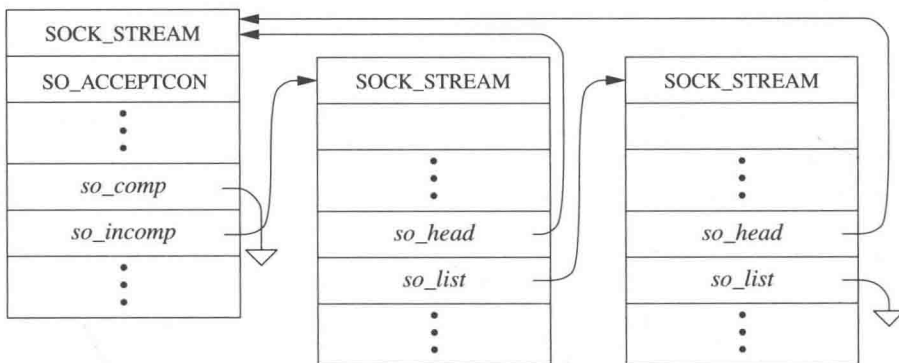 SOCK_STREAM
SO_ACCEPTCON
so_comp
so_incomp
SOCK_STREAM
so_head
so_list
SOCK_STREAM
so_head
so_list